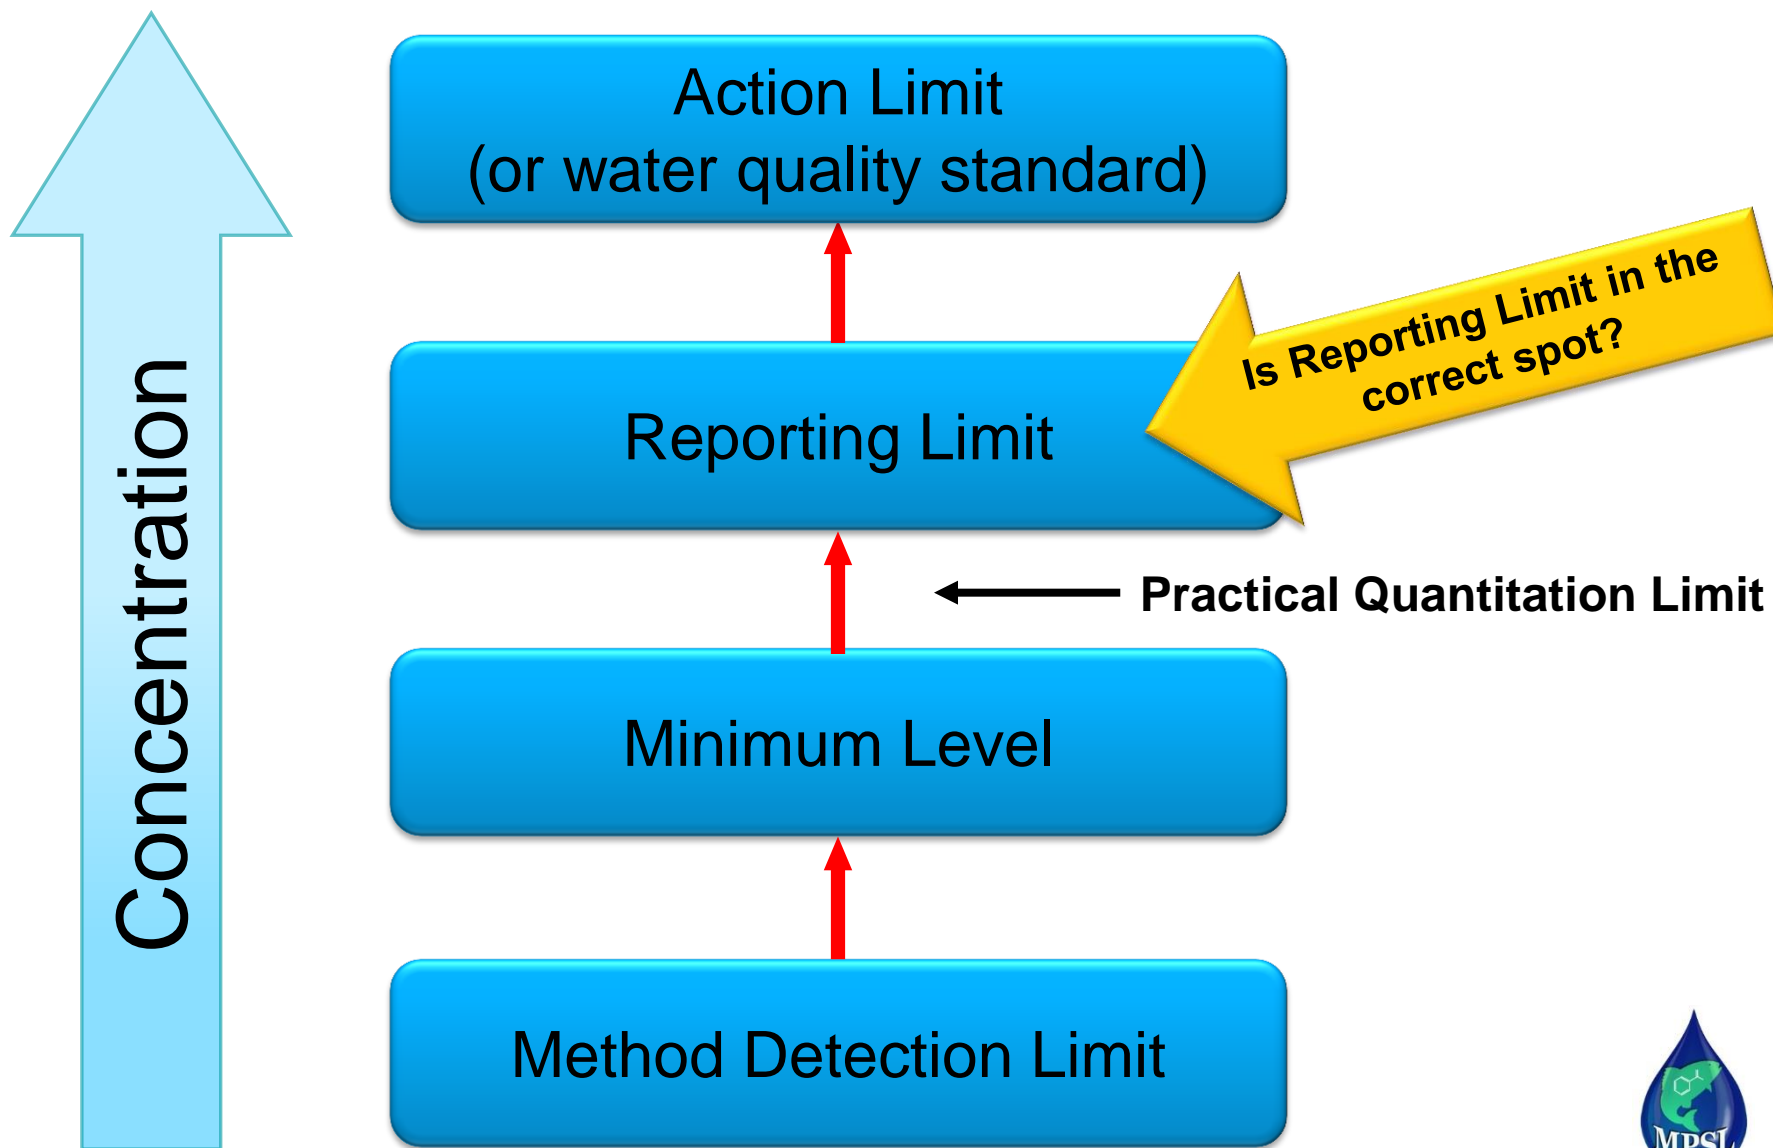 Action Limit
(or water quality standard)
Is Reporting Limit in the
correct spot?
Reporting Limit
Practical Quantitation Limit
Minimum Level
Method Detection Limit
Concentration
MPSL